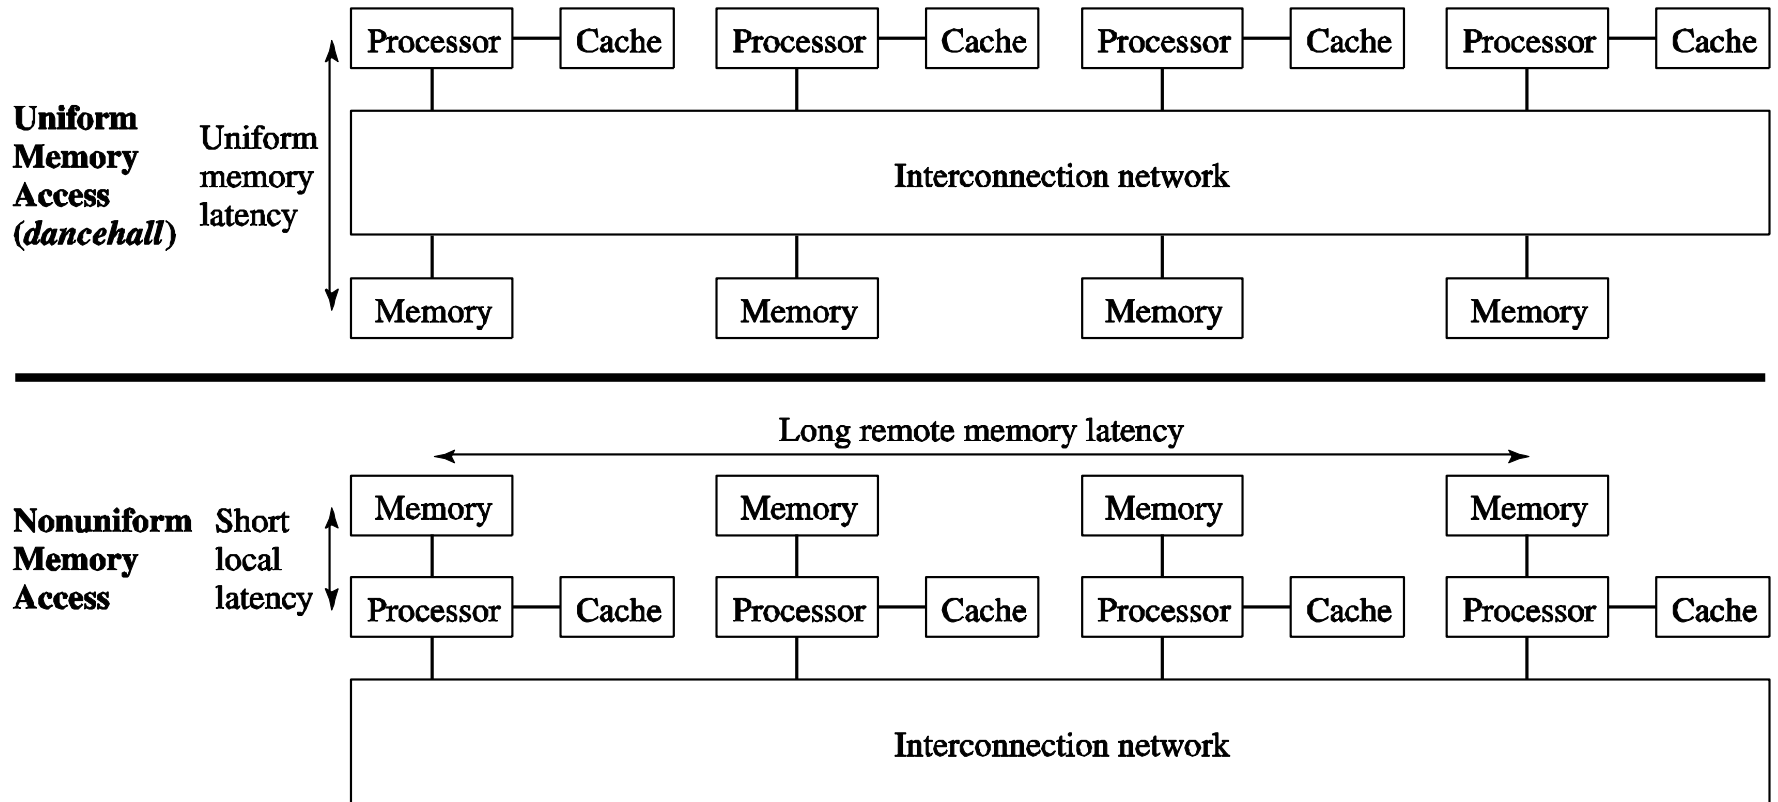 Processor Cache Processor Cache Processor Cache Processor Cache
Uniform
Memory
Access
(dancehall)
Uniform
memory
latency
Interconnection network
Memory Memory Memory Memory
Long remote memory latency
Memory Memory Memory Memory
Nonuniform
Memory
Access
Short
local
latency
Processor Cache Processor Cache Processor Cache Processor Cache
Interconnection network